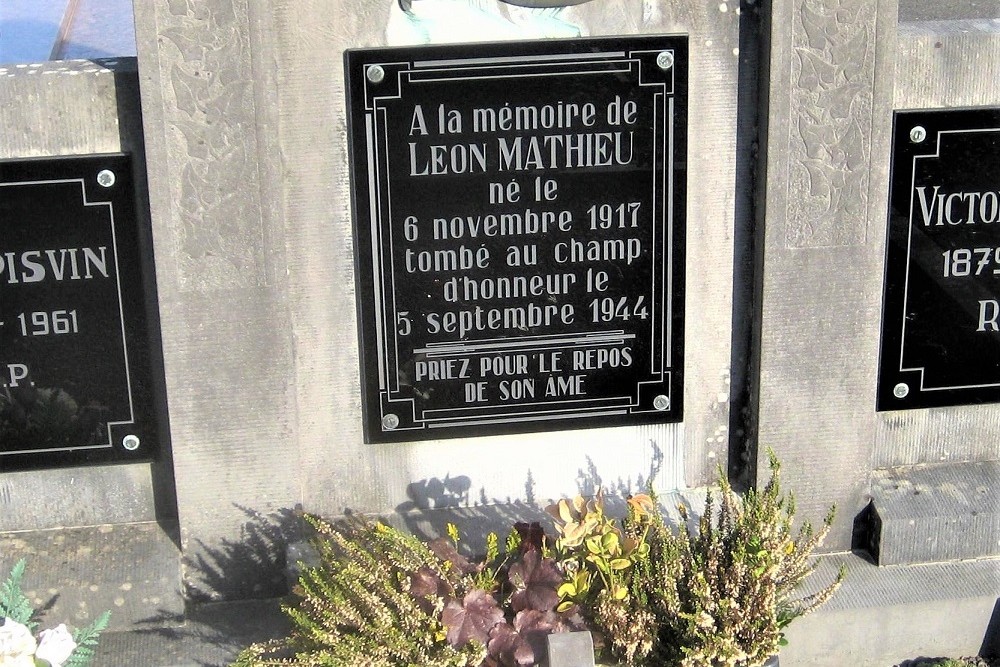 A la mémoire de
LEON MATHIEU
né le
6 novembre 1917
tombé au champ
d'honneur le
5 septembre 1944
PRIEZ POUR LE REPOS
DE SON ÂME
PISVIN
1961
.P.
VICTO
1879
R